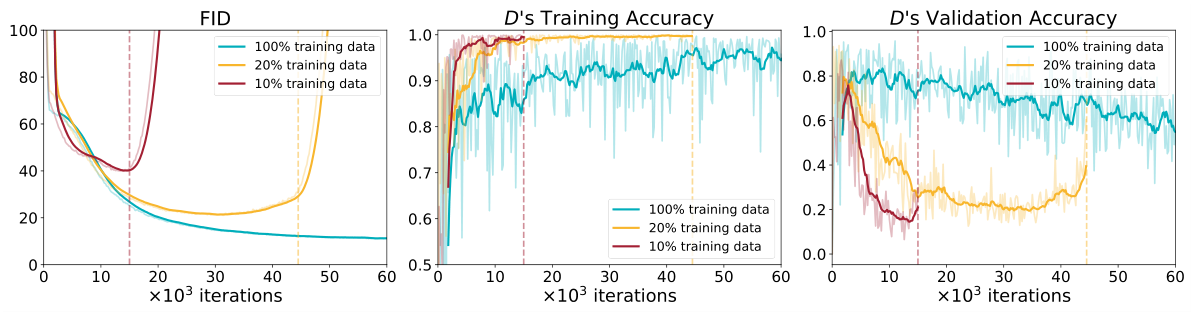 FID
100
80
60
40
20
0
0 10 20 30 40 50 60
×10³ iterations
100% training data
20% training data
10% training data
D's Training Accuracy
1.0
0.9
0.8
0.7
0.6
0.5
0 10 20 30 40 50 60
×10³ iterations
100% training data
20% training data
10% training data
D's Validation Accuracy
1.0
0.8
0.6
0.4
0.2
0.0
0 10 20 30 40 50 60
×10³ iterations
100% training data
20% training data
10% training data